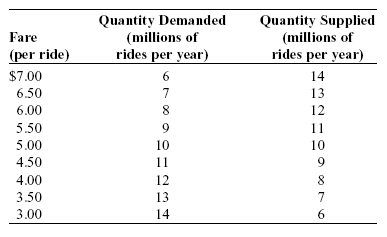 Quantity Demanded Quantity Supplied
Fare (millions of (millions of
(per ride) rides per year) rides per year)
$7.00 6 14
6.50 7 13
6.00 8 12
5.50 9 11
5.00 10 10
4.50 11 9
4.00 12 8
3.50 13 7
3.00 14 6